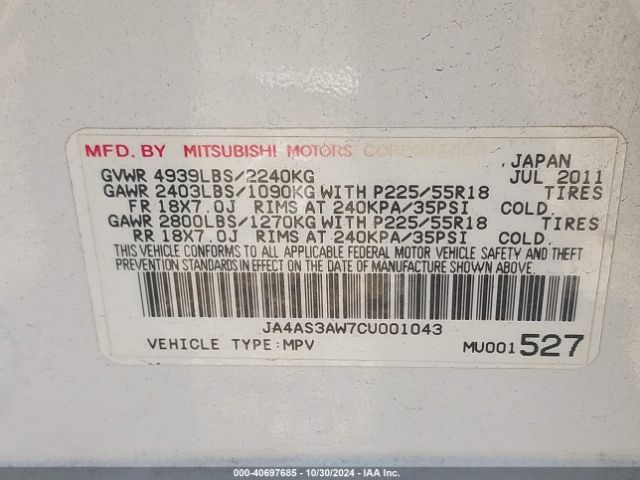 MFD. BY MITSUBISHI MOTORS CORPORATION JAPAN
GVWR 4939LBS/2240KG JUL 2011
GAWR 2403LBS/1090KG WITH P225/55R18 TIRES
FR 18X7.0J RIMS AT 240KPA/35PSI COLD.
GAWR 2800LBS/1270KG WITH P225/55R18 TIRES
RR 18X7.0J RIMS AT 240KPA/35PSI COLD.
THIS VEHICLE CONFORMS TO ALL APPLICABLE FEDERAL MOTOR VEHICLE SAFETY AND THEFT
PREVENTION STANDARDS IN EFFECT ON THE DATE OF MANUFACTURE SHOWN ABOVE.
JA4AS3AW7CU001043
VEHICLE TYPE:MPV MU001527
000-40697685 - 10/30/2024 - IAA Inc.